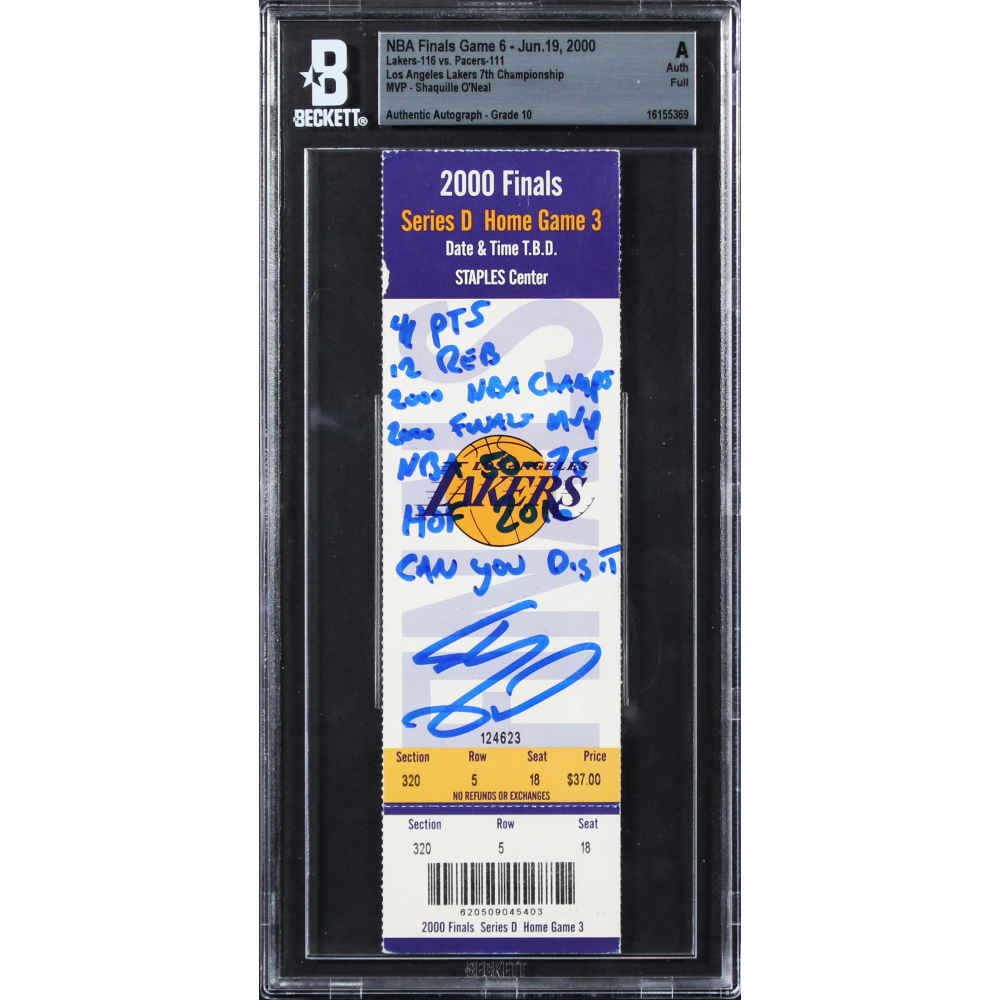 NBA Finals Game 6 - Jun.19, 2000
Lakers-116 vs. Pacers-111
Los Angeles Lakers 7th Championship
MVP - Shaquille O'Neal
Authentic Autograph - Grade 10
A
Auth
Full
16155369
B
BECKETT®
2000 Finals
Series D Home Game 3
Date & Time T.B.D.
STAPLES Center
FINALS
41 PTS
12 REB
2000 NBA CHAMPS
2000 FINALS MVP
NBA 50-75
LOS ANGELES
LAKERS
HOF 2016
CAN YOU DIG IT
124623
Section Row Seat Price
320 5 18 $37.00
NO REFUNDS OR EXCHANGES
Section Row Seat
320 5 18
620509045403
2000 Finals Series D Home Game 3
BECKETT